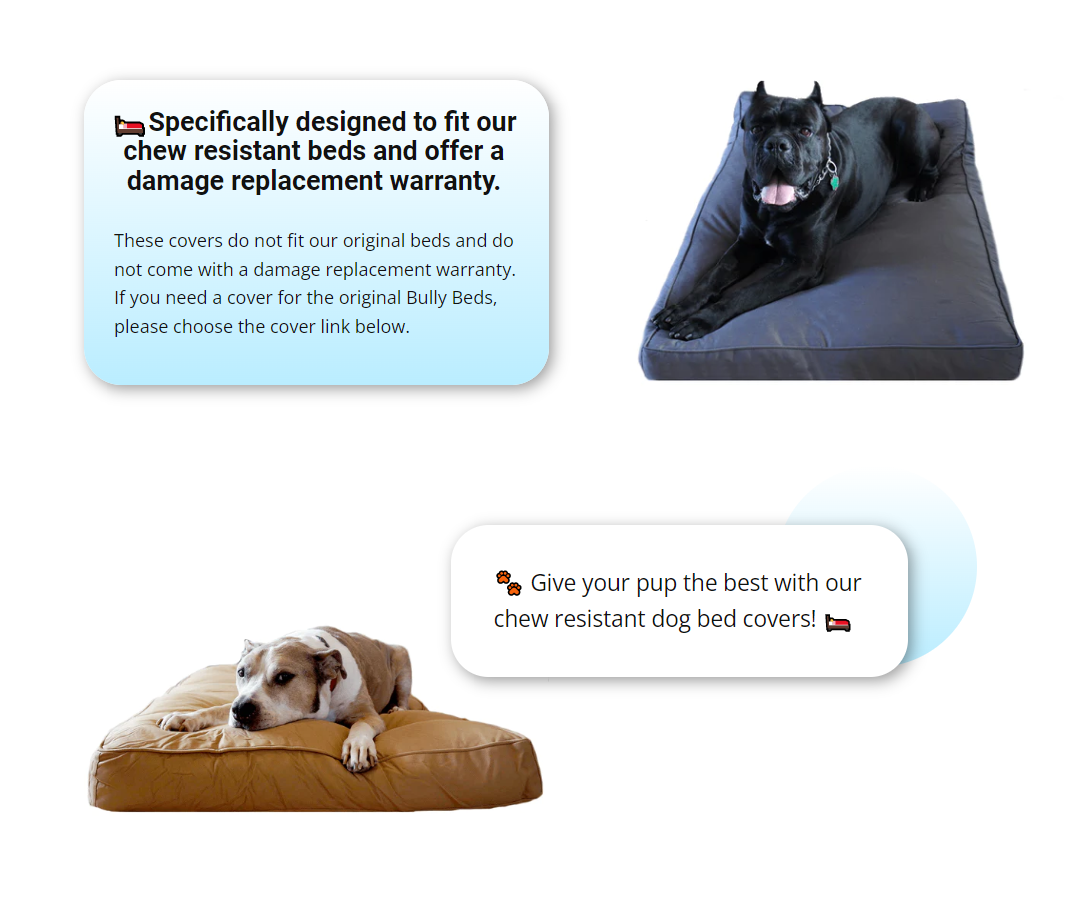 Specifically designed to fit our
chew resistant beds and offer a
damage replacement warranty.
These covers do not fit our original beds and do
not come with a damage replacement warranty.
If you need a cover for the original Bully Beds,
please choose the cover link below.
🐾 Give your pup the best with our
chew resistant dog bed covers! 🛏️